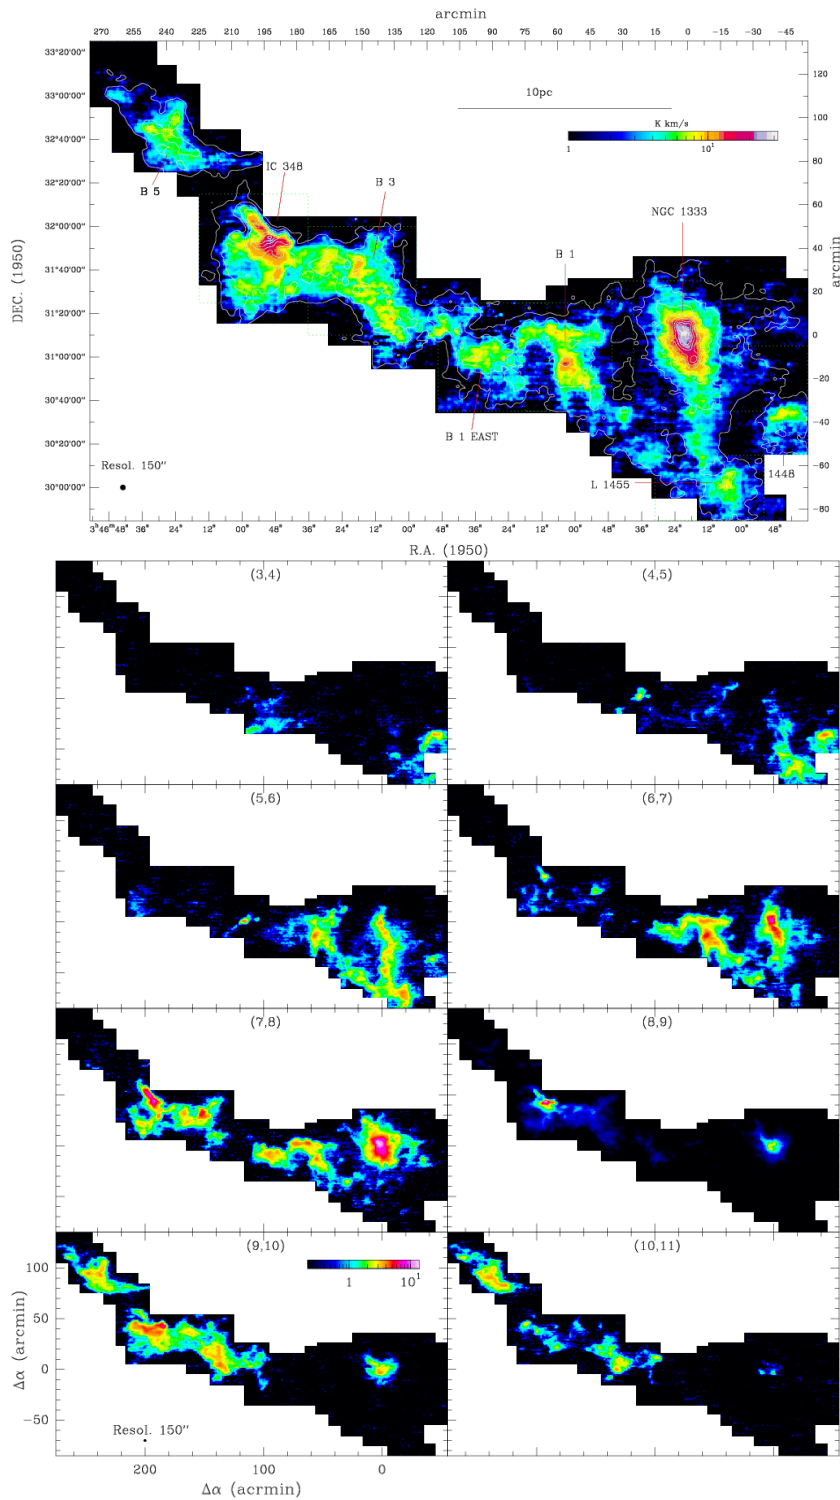 arcmin
270 255 240 225 210 195 180 165 150 135 120 105 90 75 60 45 30 15 0 −15 −30 −45
33°20'00"
33°00'00"
32°40'00"
32°20'00"
32°00'00"
31°40'00"
31°20'00"
31°00'00"
30°40'00"
30°20'00"
30°00'00"
DEC. (1950)
120
100
80
60
40
20
0
−20
−40
−60
−80
arcmin
10pc
K km/s
1 10¹
B 5
IC 348
B 3
NGC 1333
B 1
B 1 EAST
L 1455
1448
Resol. 150"
3ʰ46ᵐ48ˢ 36ˢ 24ˢ 12ˢ 00ˢ 48ˢ 36ˢ 24ˢ 12ˢ 00ˢ 48ˢ 36ˢ 24ˢ 12ˢ 00ˢ 48ˢ 36ˢ 24ˢ 12ˢ 00ˢ 48ˢ 36ˢ
R.A. (1950)
(3,4) (4,5)
(5,6) (6,7)
(7,8) (8,9)
(9,10) (10,11)
1 10¹
100
50
0
−50
Δα (arcmin)
Resol. 150"
200 100 0
Δα (acrmin)